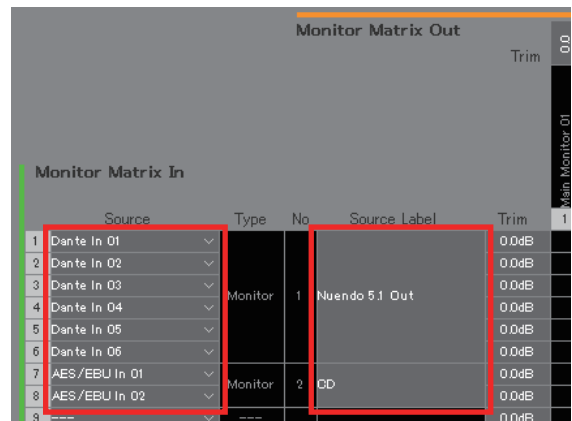 Monitor Matrix Out
Trim
0.0
Main Monitor 01
Monitor Matrix In
Source Type No Source Label Trim 1
1 Dante In 01 0.0dB
2 Dante In 02 0.0dB
3 Dante In 03 0.0dB
Monitor 1 Nuendo 5.1 Out
4 Dante In 04 0.0dB
5 Dante In 05 0.0dB
6 Dante In 06 0.0dB
7 AES/EBU In 01 0.0dB
Monitor 2 CD
8 AES/EBU In 02 0.0dB
9 --- --- 0.0dB